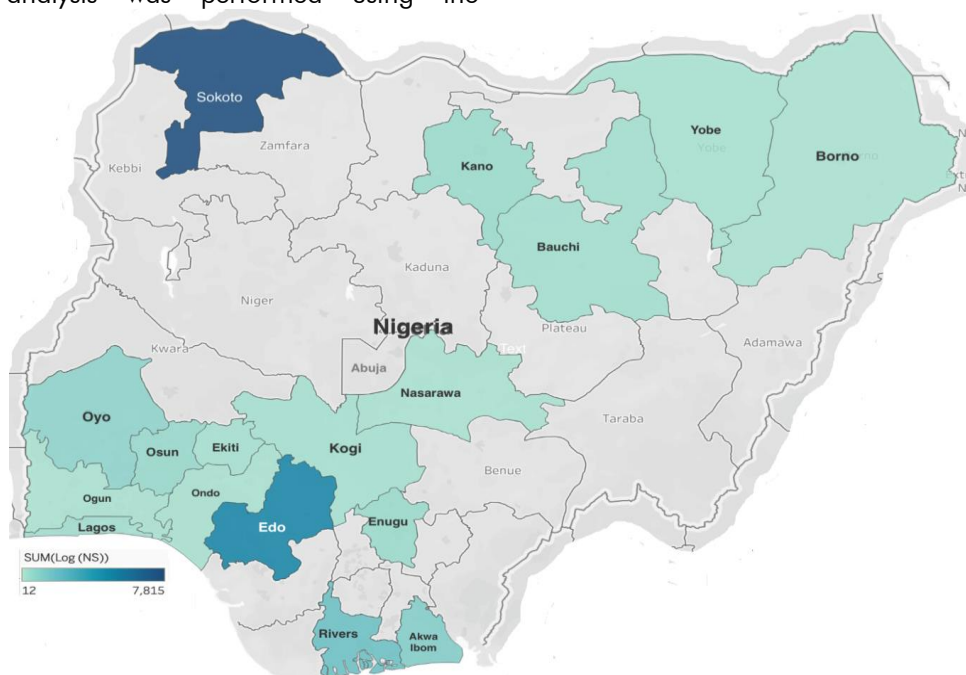 analysis was performed using the
Sokoto
Kebbi
Zamfara
Kano
Yobe
Yobe
Borno
Bauchi
Kaduna
Niger
Nigeria
Plateau
Text
Adamawa
Kwara
Abuja
Nasarawa
Taraba
Oyo
Osun
Ekiti
Kogi
Benue
Ogun
Ondo
Edo
Enugu
Lagos
SUM(Log (NS))
12 7,815
Rivers
Akwa
Ibom